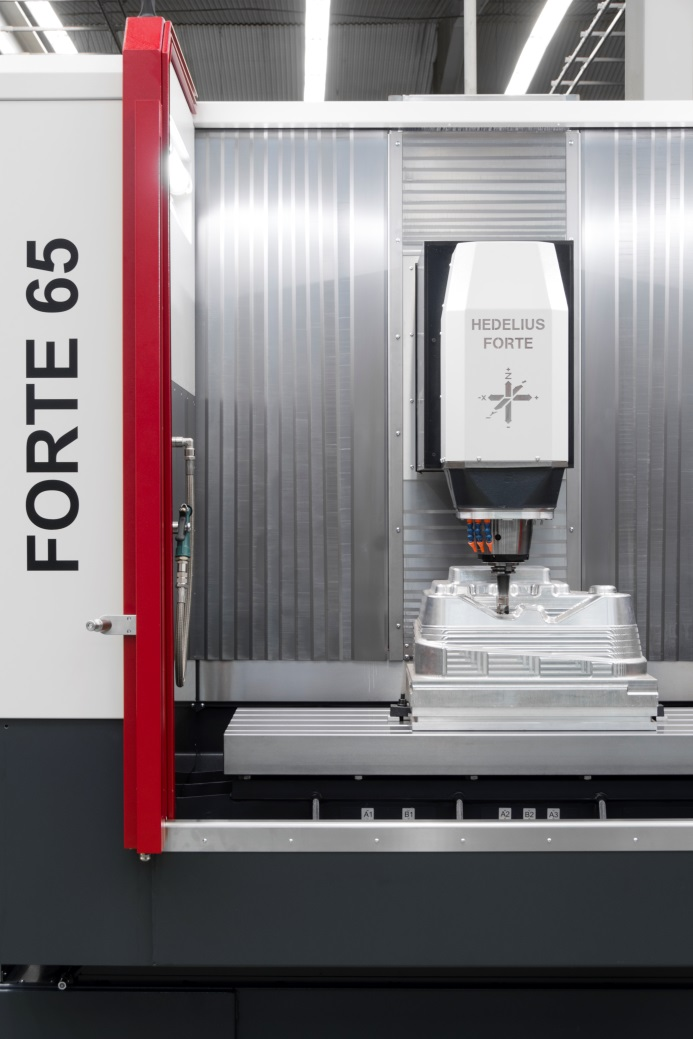 FORTE 65
HEDELIUS
FORTE
Z
-X +
A1 B1 A2 B2 A3